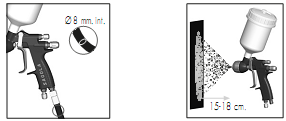 Ø 8 mm. int.
15-18 cm.